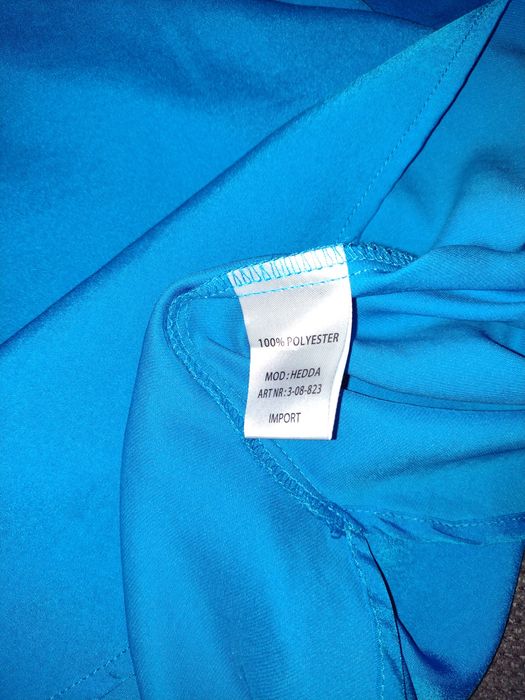 100% POLYESTER
MOD:HEDDA
ART NR:3-08-823
IMPORT